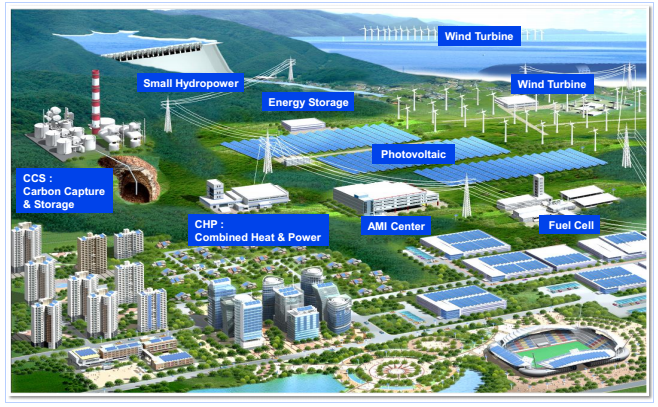 Wind Turbine
Small Hydropower
Wind Turbine
Energy Storage
Photovoltaic
CCS :
Carbon Capture
& Storage
CHP :
Combined Heat & Power
AMI Center
Fuel Cell